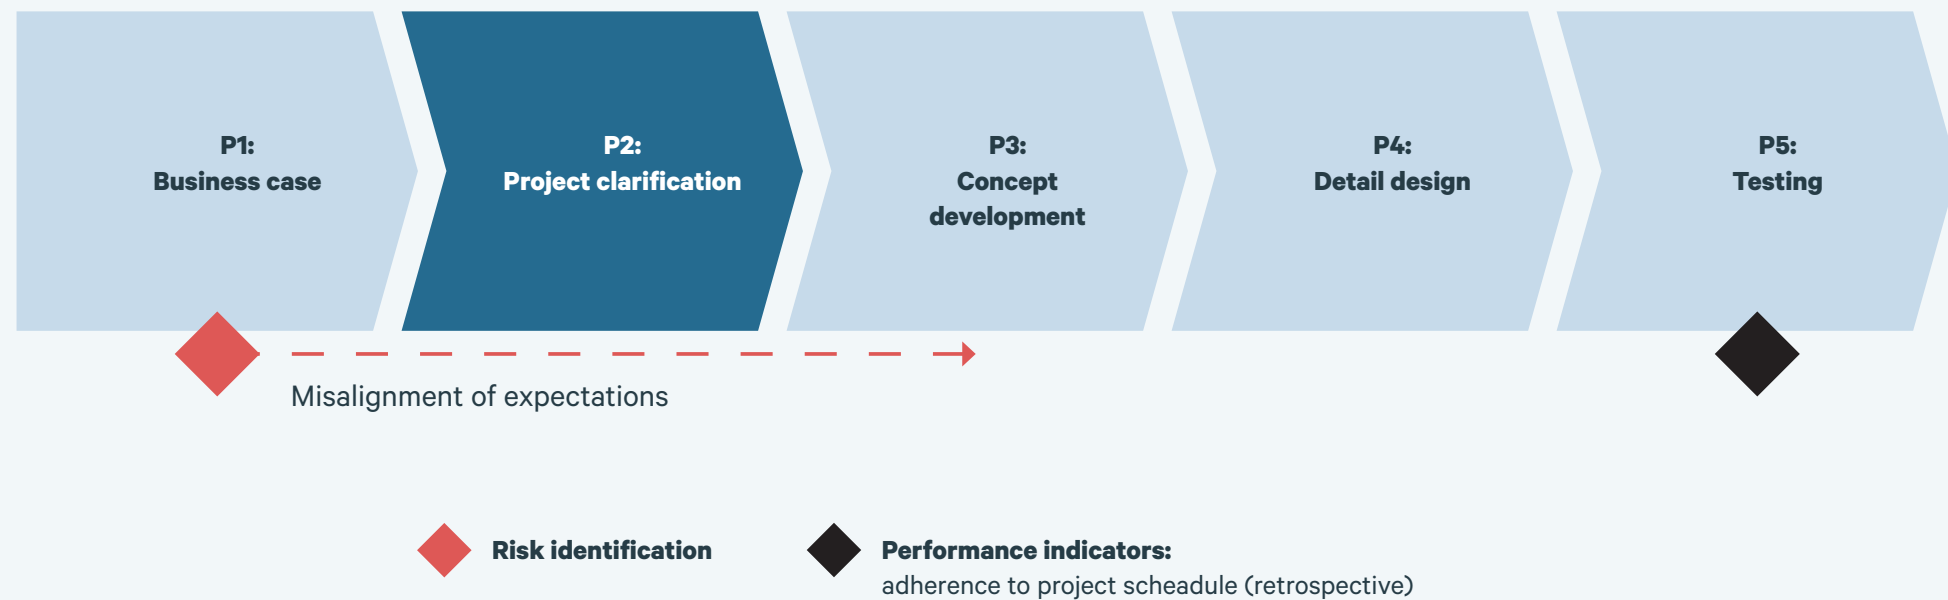 P1:
Business case
P2:
Project clarification
P3:
Concept
development
P4:
Detail design
P5:
Testing
Misalignment of expectations
Risk identification
Performance indicators:
adherence to project scheadule (retrospective)